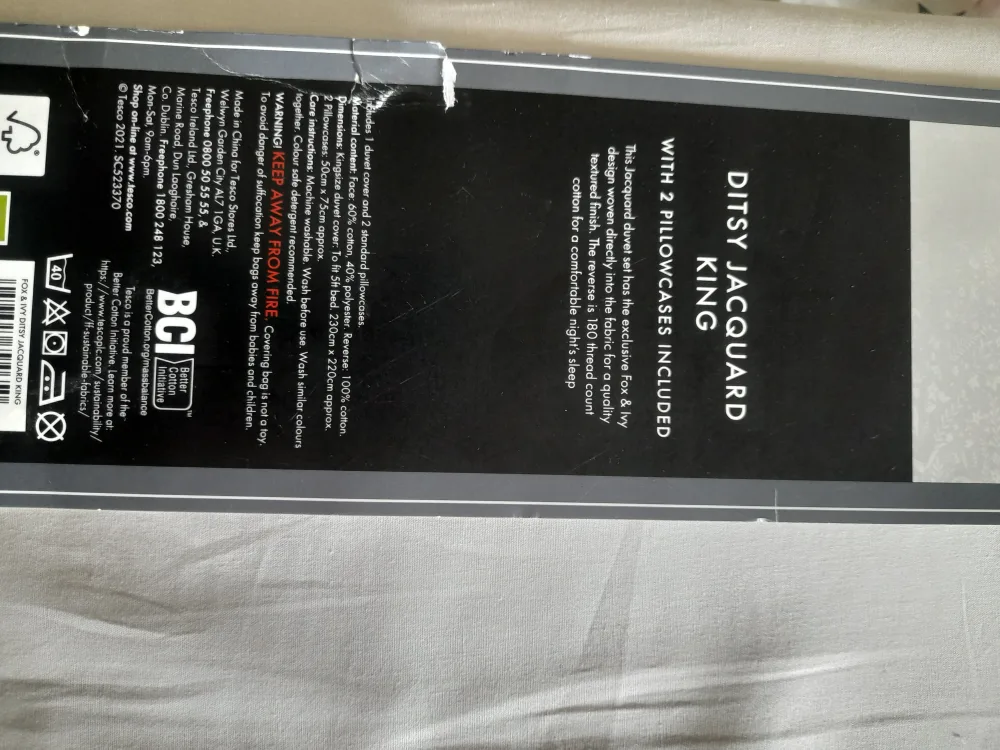 DITSY JACQUARD
KING
WITH 2 PILLOWCASES INCLUDED
This Jacquard duvet set has the exclusive Fox & Ivy
design woven directly into the fabric for a quality
textured finish. The reverse is 180 thread count
cotton for a comfortable night's sleep
1 duvet cover and 2 standard pillowcases.
Material content: Face: 60% cotton, 40% polyester. Reverse: 100% cotton.
Dimensions: Kingsize duvet cover: To fit 5ft bed. 230cm x 220cm approx.
2 Pillowcases: 50cm x 75cm approx.
Care instructions: Machine washable. Wash before use. Wash similar colours
together. Colour safe detergent recommended.
WARNING! KEEP AWAY FROM FIRE. Covering bag is not a toy.
To avoid danger of suffocation keep bags away from babies and children.
Made in China for Tesco Stores Ltd.,
Welwyn Garden City AL7 1GA, U.K.
Freephone 0800 50 55 55, &
Tesco Ireland Ltd., Gresham House,
Marine Road, Dun Laoghaire,
Co. Dublin. Freephone 1800 248 123,
Mon-Sat, 9am-6pm.
Shop on-line at www.tesco.com
© Tesco 2021. SC523370
BCI
Better
Cotton
Initiative
™
BetterCotton.org/massbalance
Tesco is a proud member of the
Better Cotton Initiative. Learn more at:
https://www.tescoplc.com/sustainability/
product/ff-sustainable-fabrics/
40
FOX & IVY DITSY JACQUARD KING